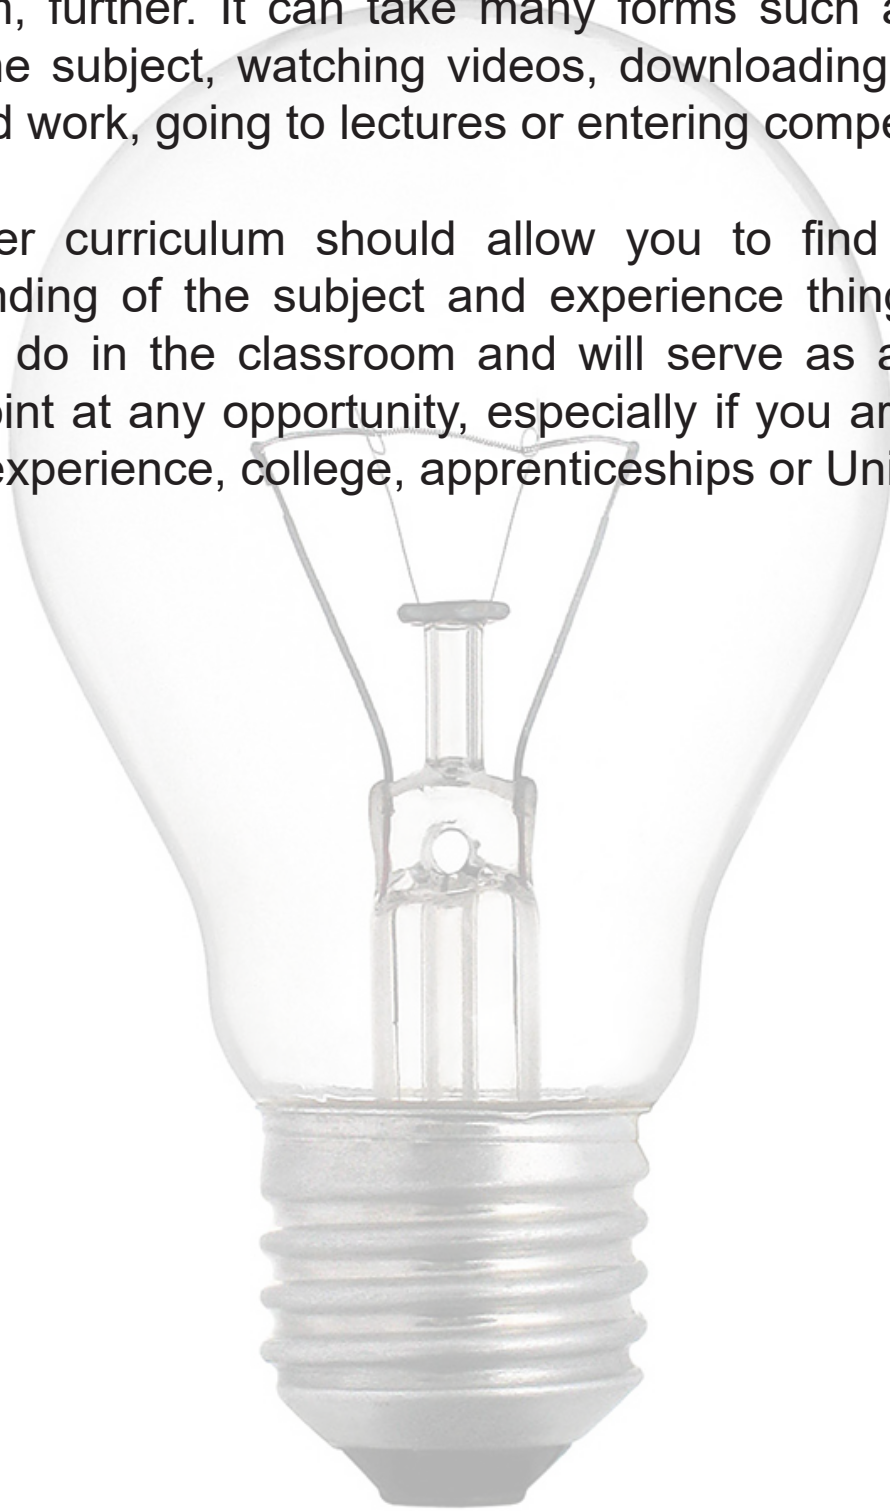 n, further. It can take many forms such a
ne subject, watching videos, downloading
d work, going to lectures or entering compe
er curriculum should allow you to find
nding of the subject and experience thing
do in the classroom and will serve as a
oint at any opportunity, especially if you ar
experience, college, apprenticeships or Uni